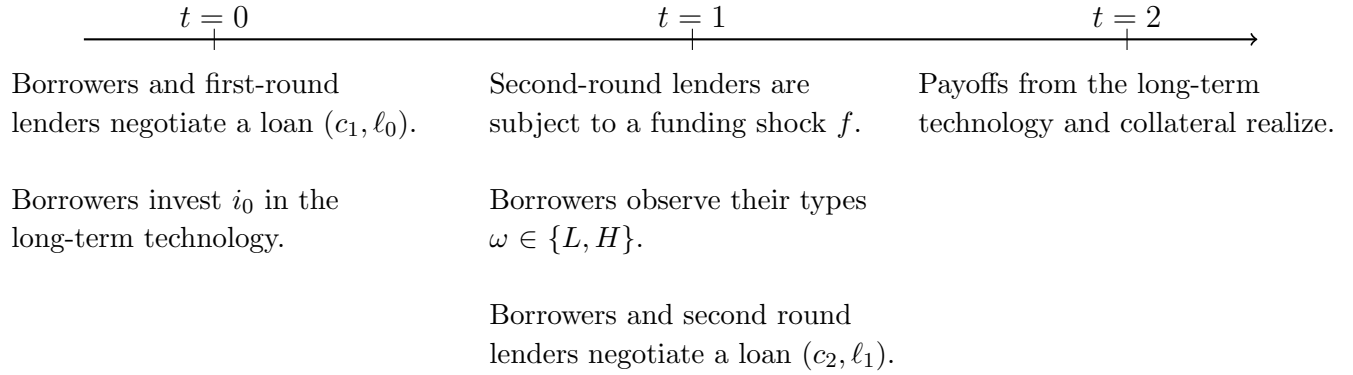 t = 0
t = 1
t = 2
Borrowers and first-round
lenders negotiate a loan (c₁, ℓ₀).
Borrowers invest i₀ in the
long-term technology.
Second-round lenders are
subject to a funding shock f.
Borrowers observe their types
ω ∈ {L, H}.
Borrowers and second round
lenders negotiate a loan (c₂, ℓ₁).
Payoffs from the long-term
technology and collateral realize.